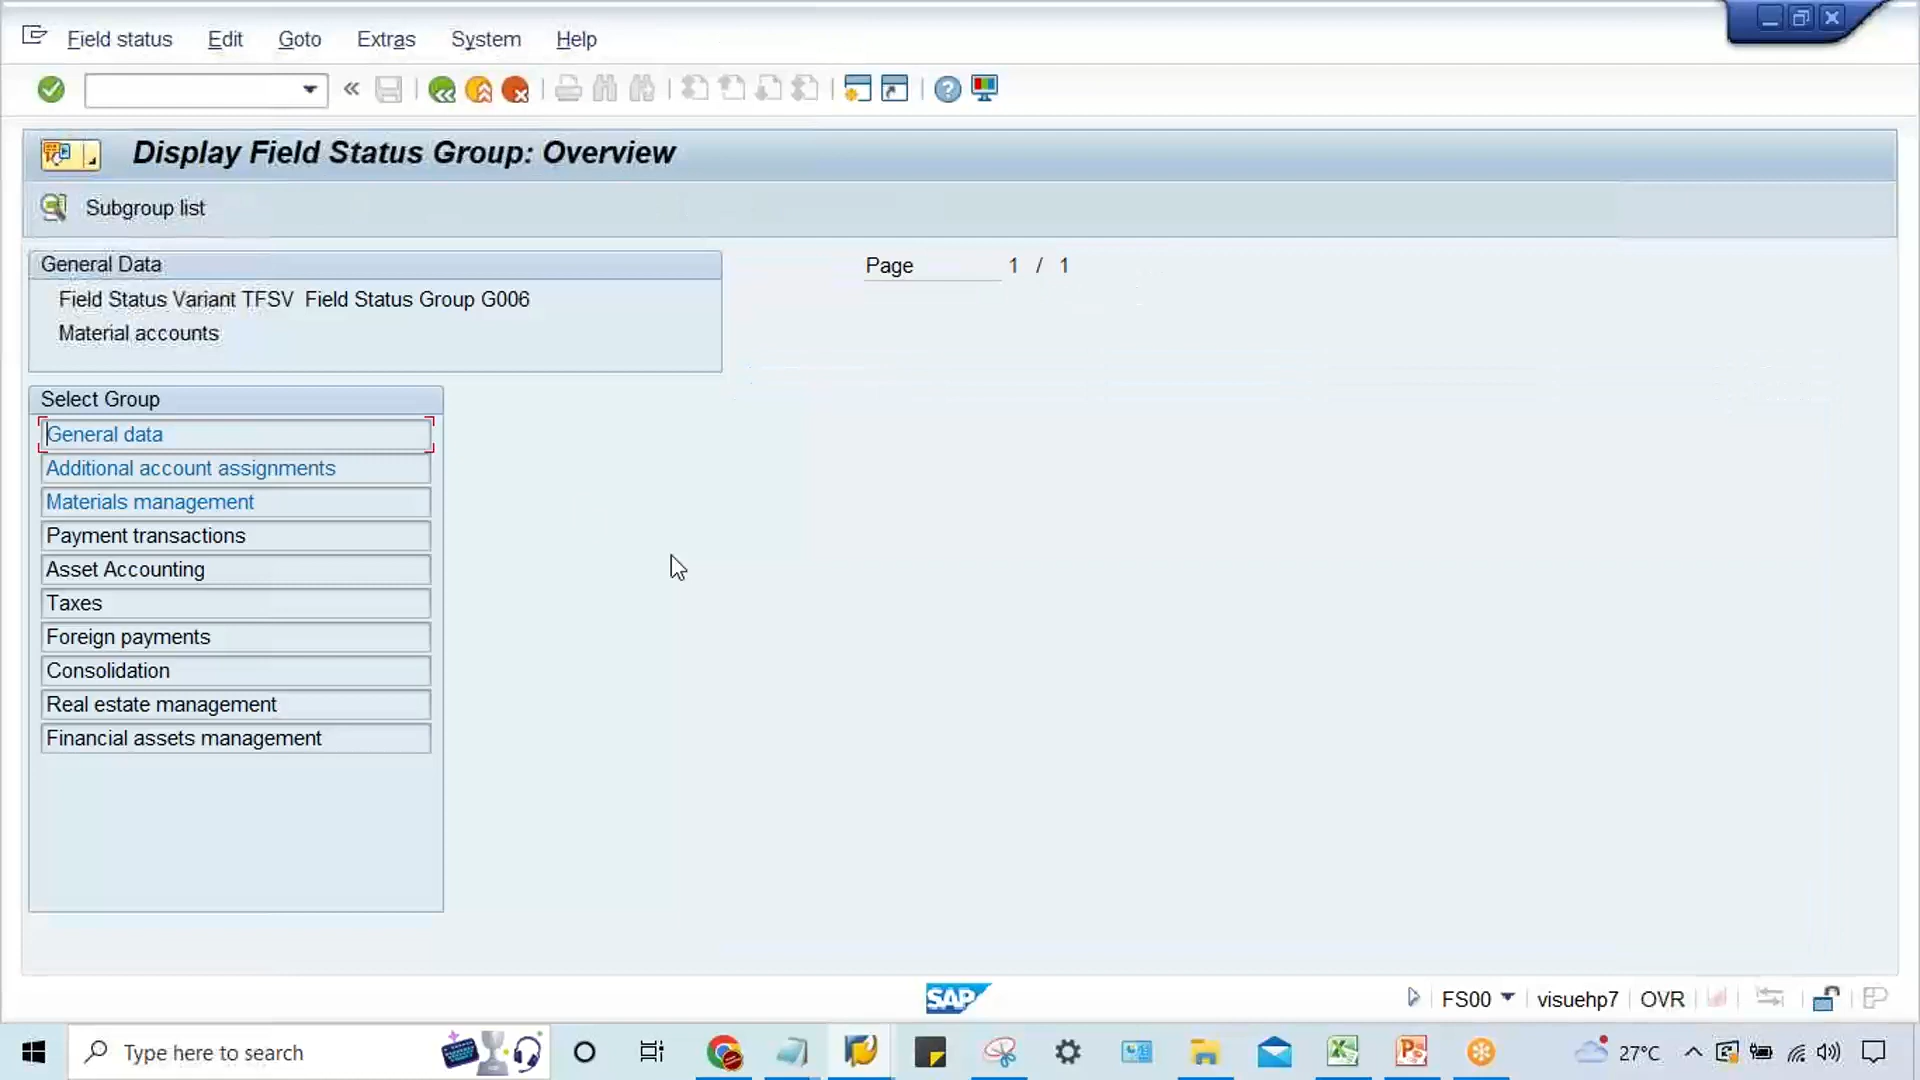 Field status Edit Goto Extras System Help
Display Field Status Group: Overview
Subgroup list
General Data
Field Status Variant TFSV Field Status Group G006
Material accounts
Page 1 / 1
Select Group
General data
Additional account assignments
Materials management
Payment transactions
Asset Accounting
Taxes
Foreign payments
Consolidation
Real estate management
Financial assets management
SAP
FS00 visuehp7 OVR
Type here to search
27°C